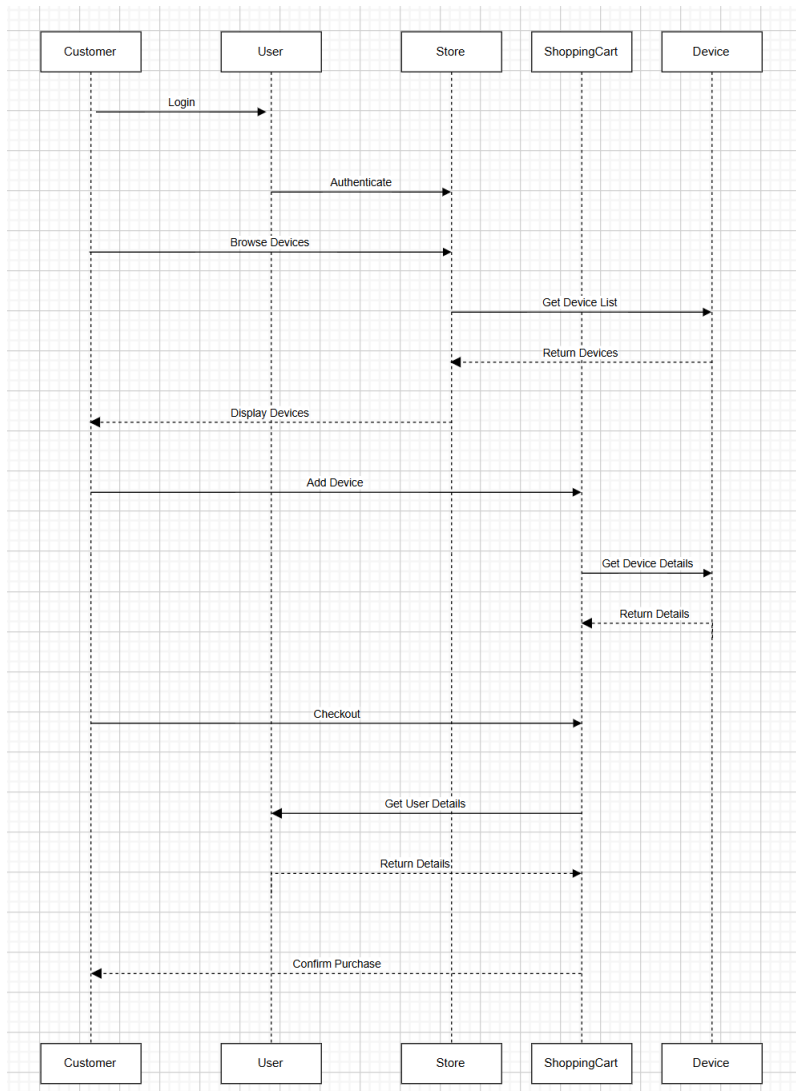 Customer
User
Store
ShoppingCart
Device
Login
Authenticate
Browse Devices
Get Device List
Return Devices
Display Devices
Add Device
Get Device Details
Return Details
Checkout
Get User Details
Return Details
Confirm Purchase
Customer
User
Store
ShoppingCart
Device